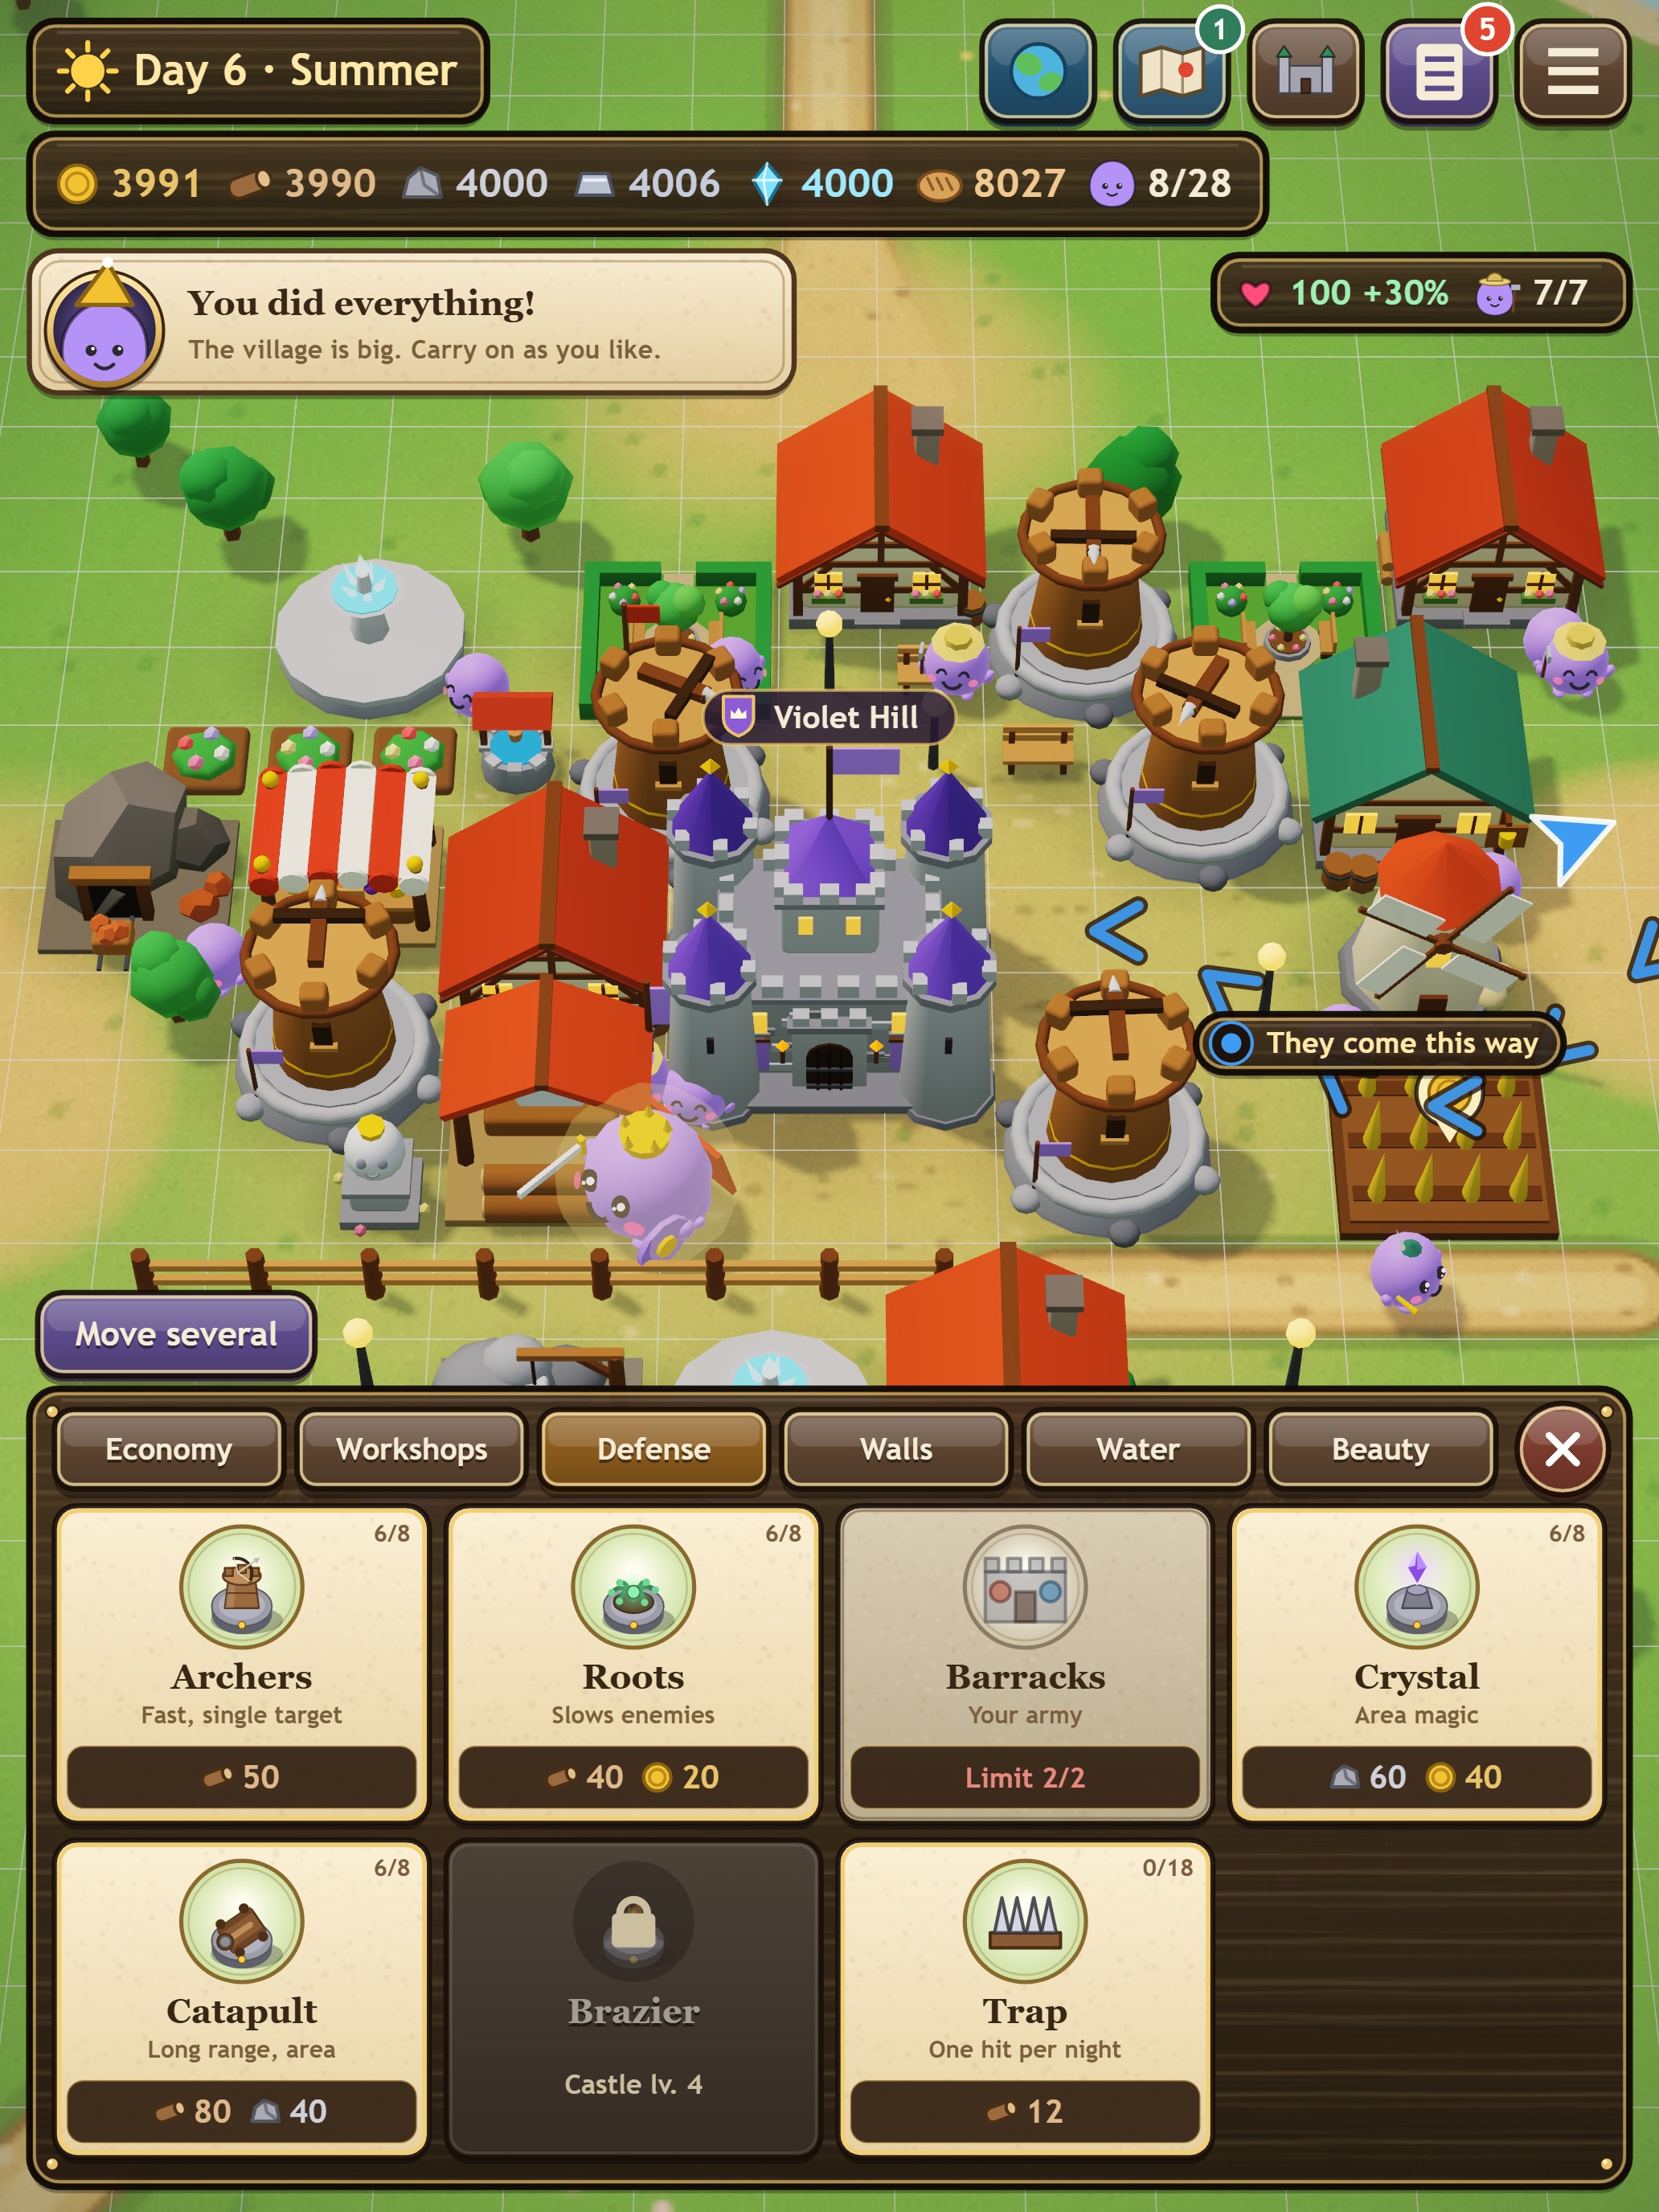 Day 6 · Summer
1
5
3991 3990 4000 4006 4000 8027 8/28
You did everything!
The village is big. Carry on as you like.
100 +30% 7/7
Violet Hill
They come this way
Move several
Economy Workshops Defense Walls Water Beauty
6/8
Archers
Fast, single target
50
6/8
Roots
Slows enemies
40 20
Barracks
Your army
Limit 2/2
6/8
Crystal
Area magic
60 40
6/8
Catapult
Long range, area
80 40
Brazier
Castle lv. 4
0/18
Trap
One hit per night
12